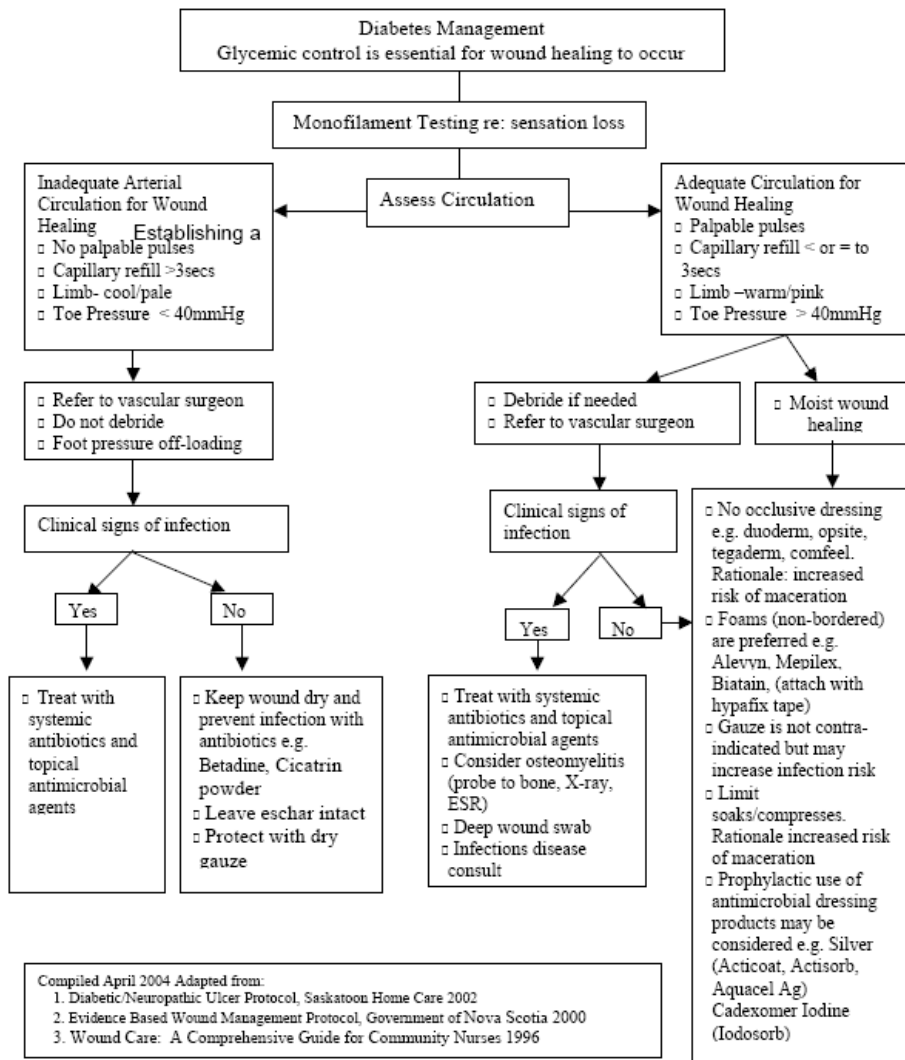 Diabetes Management
Glycemic control is essential for wound healing to occur
Monofilament Testing re: sensation loss
Assess Circulation
Inadequate Arterial
Circulation for Wound
Healing
Establishing a
▯ No palpable pulses
▯ Capillary refill >3secs
▯ Limb- cool/pale
▯ Toe Pressure < 40mmHg
Adequate Circulation for
Wound Healing
▯ Palpable pulses
▯ Capillary refill < or = to
3secs
▯ Limb –warm/pink
▯ Toe Pressure > 40mmHg
▯ Refer to vascular surgeon
▯ Do not debride
▯ Foot pressure off-loading
▯ Debride if needed
▯ Refer to vascular surgeon
▯ Moist wound
healing
Clinical signs of infection
Yes
No
▯ Treat with
systemic
antibiotics and
topical
antimicrobial
agents
▯ Keep wound dry and
prevent infection with
antibiotics e.g.
Betadine, Cicatrin
powder
▯ Leave eschar intact
▯ Protect with dry
gauze
Clinical signs of
infection
Yes
No
▯ Treat with systemic
antibiotics and topical
antimicrobial agents
▯ Consider osteomyelitis
(probe to bone, X-ray,
ESR)
▯ Deep wound swab
▯ Infections disease
consult
▯ No occlusive dressing
e.g. duoderm, opsite,
tegaderm, comfeel.
Rationale: increased
risk of maceration
▯ Foams (non-bordered)
are preferred e.g.
Alevyn, Mepilex,
Biatain, (attach with
hypafix tape)
▯ Gauze is not contra-
indicated but may
increase infection risk
▯ Limit
soaks/compresses.
Rationale increased risk
of maceration
▯ Prophylactic use of
antimicrobial dressing
products may be
considered e.g. Silver
(Acticoat, Actisorb,
Aquacel Ag)
Cadexomer Iodine
(Iodosorb)
Compiled April 2004 Adapted from:
1. Diabetic/Neuropathic Ulcer Protocol, Saskatoon Home Care 2002
2. Evidence Based Wound Management Protocol, Government of Nova Scotia 2000
3. Wound Care: A Comprehensive Guide for Community Nurses 1996